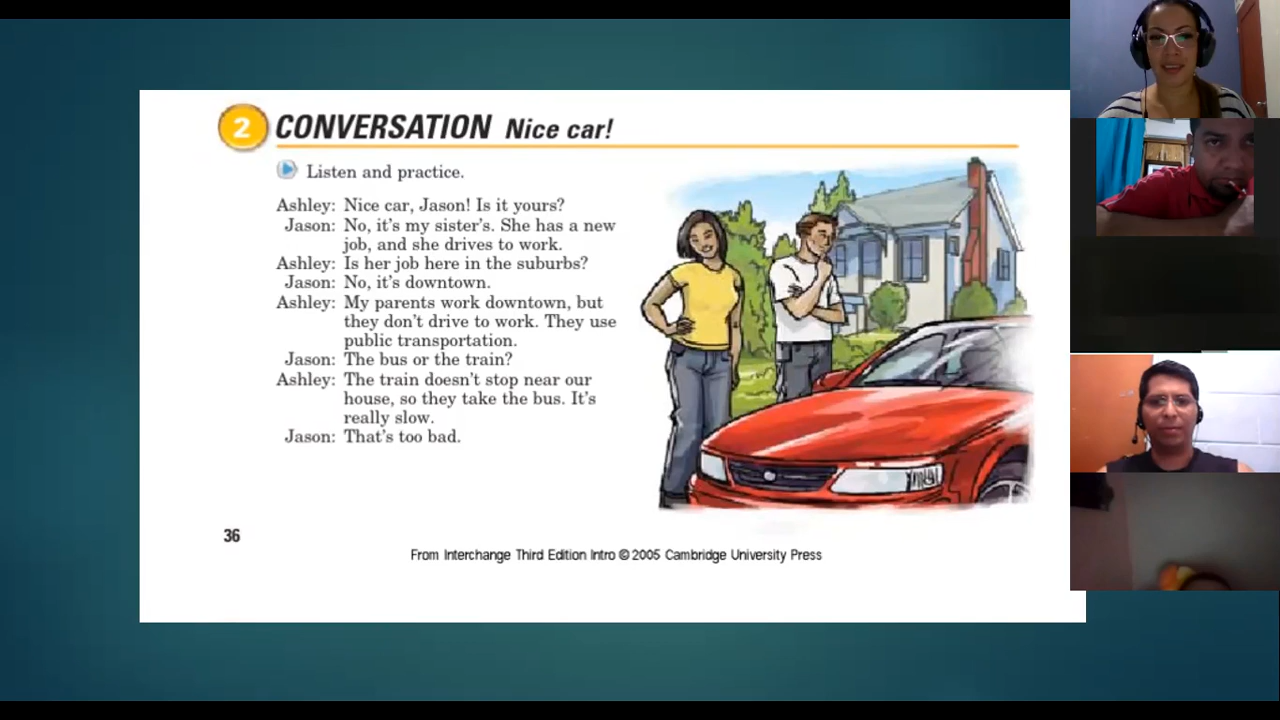 2 CONVERSATION Nice car!
Listen and practice.
Ashley: Nice car, Jason! Is it yours?
Jason: No, it's my sister's. She has a new
job, and she drives to work.
Ashley: Is her job here in the suburbs?
Jason: No, it's downtown.
Ashley: My parents work downtown, but
they don't drive to work. They use
public transportation.
Jason: The bus or the train?
Ashley: The train doesn't stop near our
house, so they take the bus. It's
really slow.
Jason: That's too bad.
36
From Interchange Third Edition Intro © 2005 Cambridge University Press